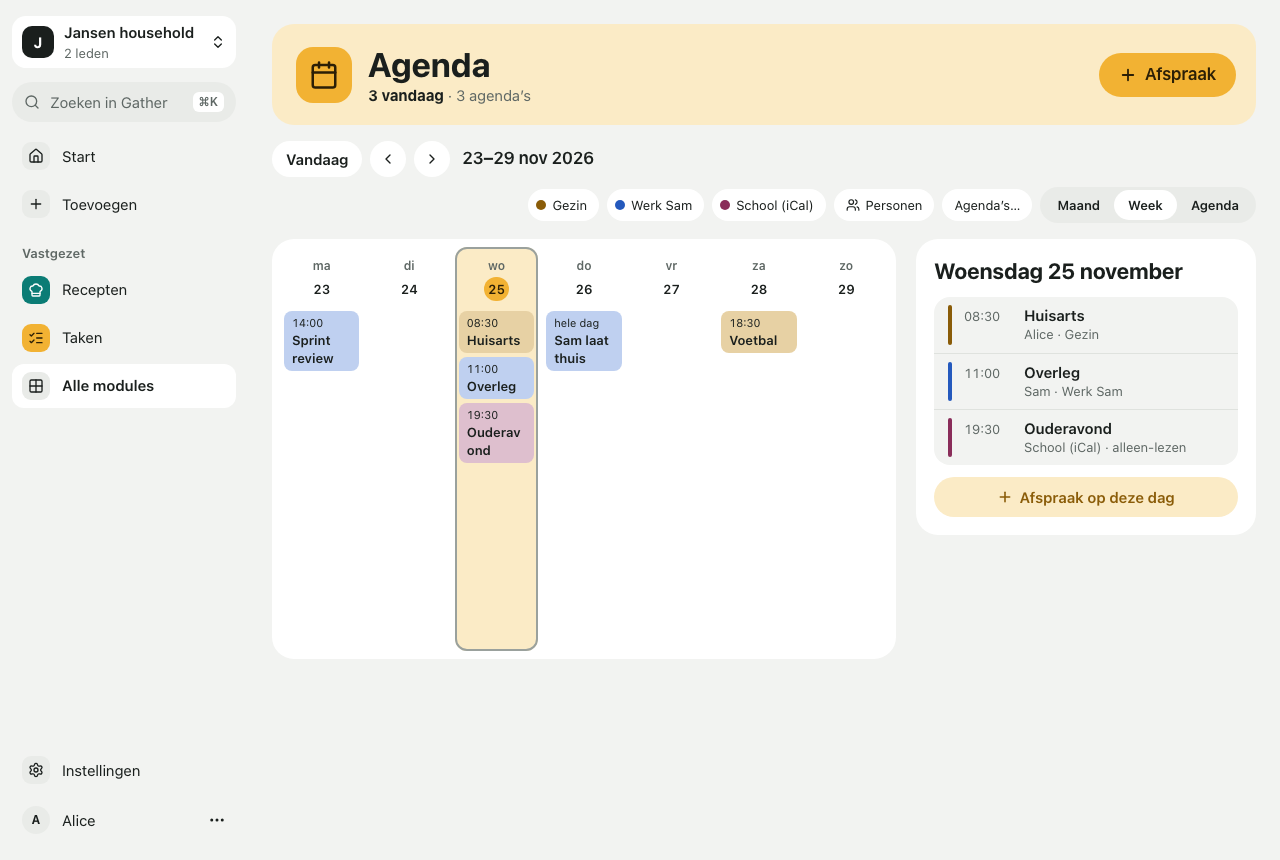 J
Jansen household
2 leden
Zoeken in Gather
⌘K
Start
Toevoegen
Vastgezet
Recepten
Taken
Alle modules
Instellingen
A
Alice
Agenda
3 vandaag · 3 agenda's
Afspraak
Vandaag
23–29 nov 2026
Gezin
Werk Sam
School (iCal)
Personen
Agenda's...
Maand
Week
Agenda
ma
di
wo
do
vr
za
zo
23
24
25
26
27
28
29
14:00
Sprint
review
08:30
Huisarts
11:00
Overleg
19:30
Ouderav
ond
hele dag
Sam laat
thuis
18:30
Voetbal
Woensdag 25 november
08:30
Huisarts
Alice · Gezin
11:00
Overleg
Sam · Werk Sam
19:30
Ouderavond
School (iCal) · alleen-lezen
Afspraak op deze dag